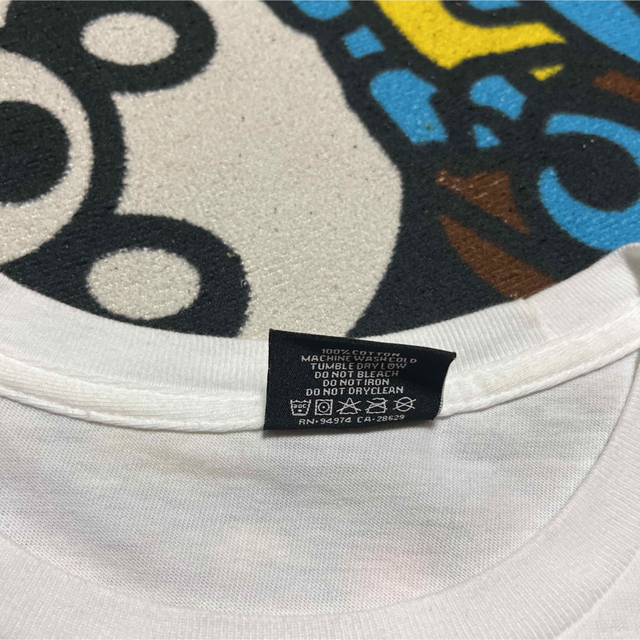 100% COTTON
MACHINE WASH COLD
TUMBLE DRY LOW
DO NOT BLEACH
DO NOT IRON
DO NOT DRYCLEAN
RN•94974 CA•28629